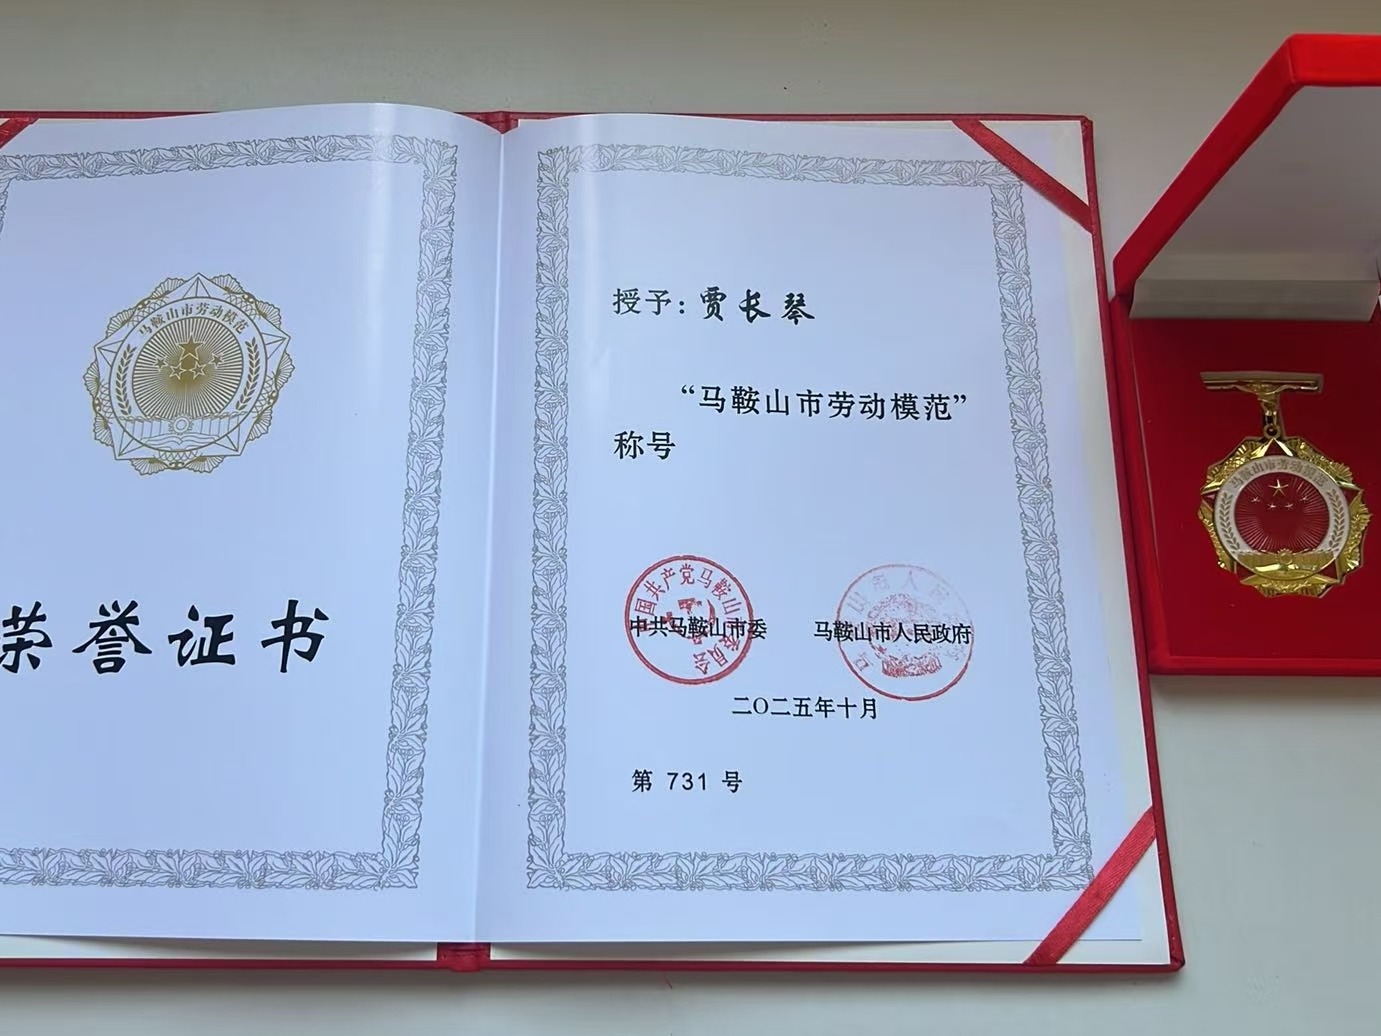 马鞍山市劳动模范
荣誉证书
授予：贾长琴
“马鞍山市劳动模范”
称号
中国共产党马鞍山
委员会
中共马鞍山市委
马鞍山市人民政府
二〇二五年十月
第 731 号
马鞍山市劳动模范